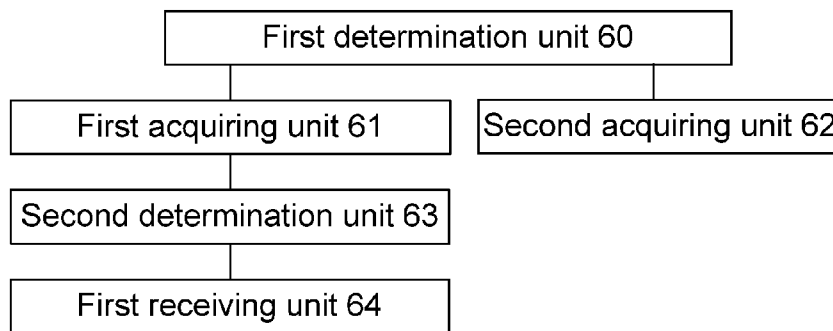 First determination unit 60
First acquiring unit 61
Second acquiring unit 62
Second determination unit 63
First receiving unit 64